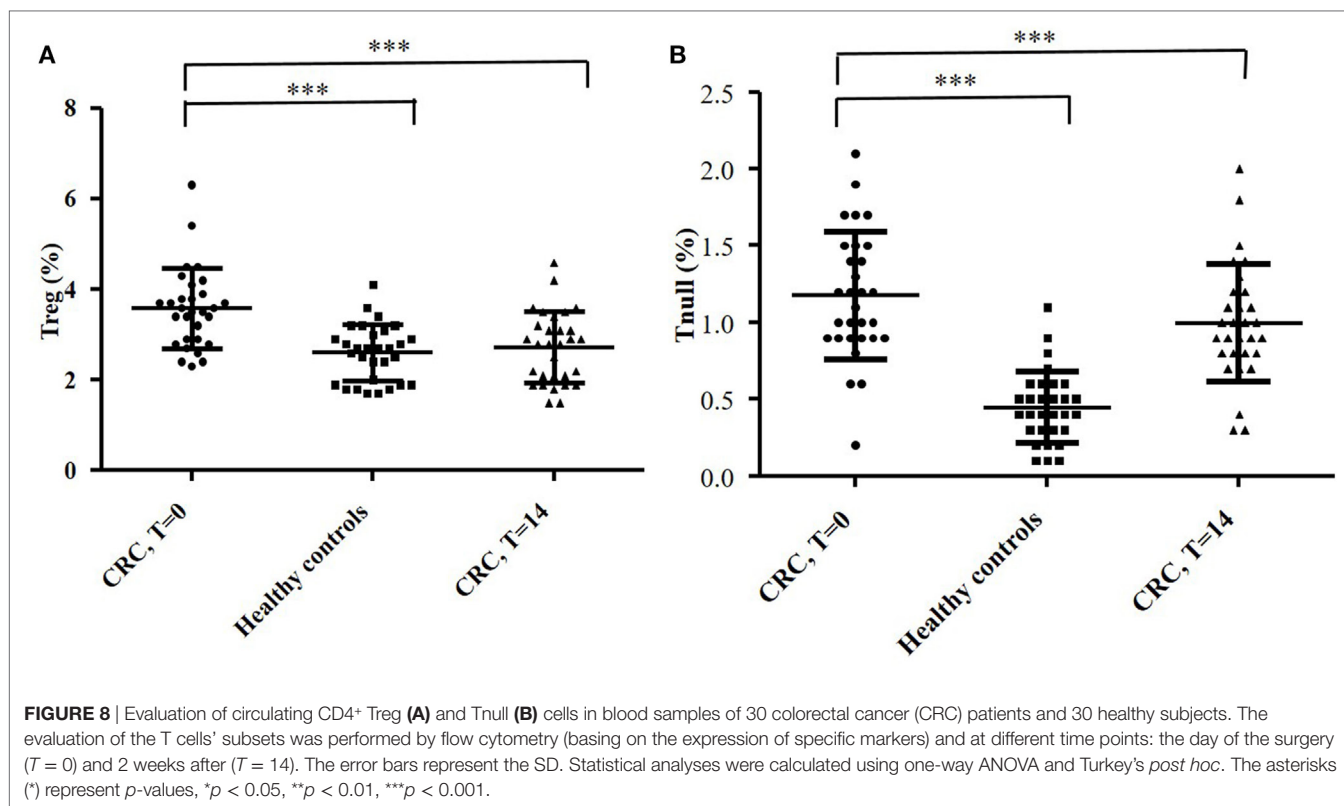 A
***
***
8
6
4
2
0
Treg (%)
CRC, T=0
Healthy controls
CRC, T=14
B
***
***
2.5
2.0
1.5
1.0
0.5
0.0
Tnull (%)
CRC, T=0
Healthy controls
CRC, T=14
FIGURE 8 | Evaluation of circulating CD4⁺ Treg (A) and Tnull (B) cells in blood samples of 30 colorectal cancer (CRC) patients and 30 healthy subjects. The
evaluation of the T cells’ subsets was performed by flow cytometry (basing on the expression of specific markers) and at different time points: the day of the surgery
(T = 0) and 2 weeks after (T = 14). The error bars represent the SD. Statistical analyses were calculated using one-way ANOVA and Turkey’s post hoc. The asterisks
(*) represent p-values, *p < 0.05, **p < 0.01, ***p < 0.001.